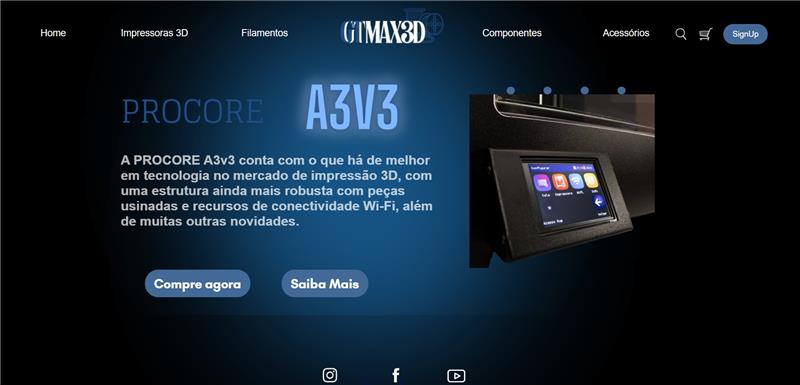 Home
Impressoras 3D
Filamentos
GTMAX3D
Componentes
Acessórios
SignUp
PROCORE
A3V3
A PROCORE A3v3 conta com o que há de melhor
em tecnologia no mercado de impressão 3D, com
uma estrutura ainda mais robusta com peças
usinadas e recursos de conectividade Wi-Fi, além
de muitas outras novidades.
Compre agora
Saiba Mais